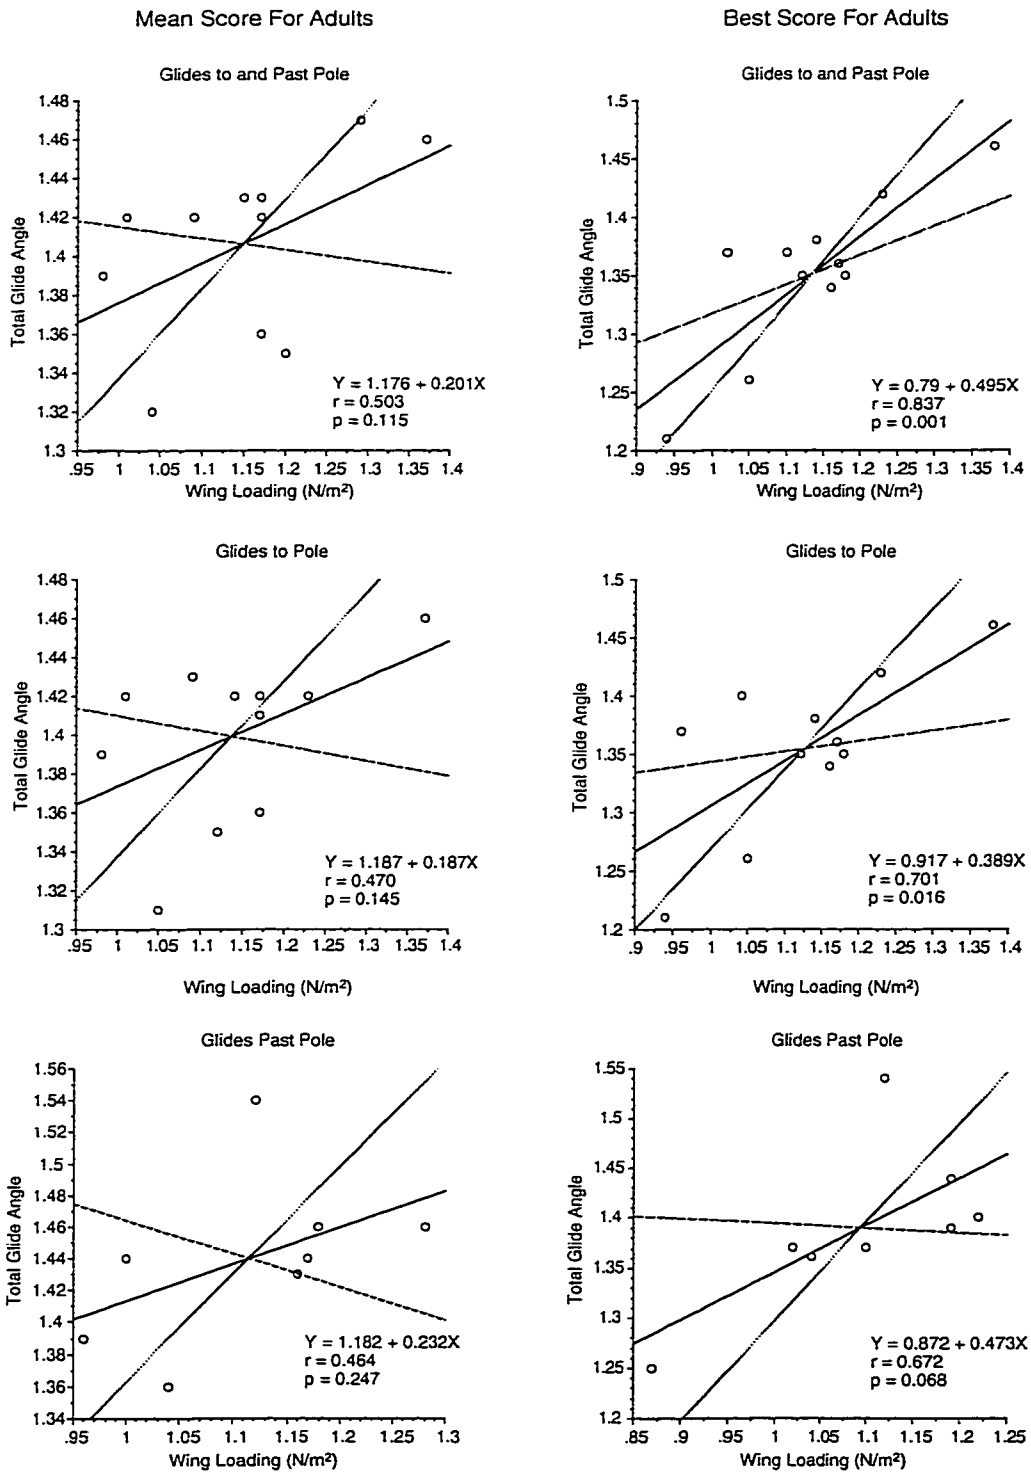 Mean Score For Adults
Best Score For Adults
Glides to and Past Pole
Total Glide Angle
1.48
1.46
1.44
1.42
1.4
1.38
1.36
1.34
1.32
1.3
Y = 1.176 + 0.201X
r = 0.503
p = 0.115
.95 1 1.05 1.1 1.15 1.2 1.25 1.3 1.35 1.4
Wing Loading (N/m²)
Glides to and Past Pole
Total Glide Angle
1.5
1.45
1.4
1.35
1.3
1.25
1.2
Y = 0.79 + 0.495X
r = 0.837
p = 0.001
.9 .95 1 1.05 1.1 1.15 1.2 1.25 1.3 1.35 1.4
Wing Loading (N/m²)
Glides to Pole
Total Glide Angle
1.48
1.46
1.44
1.42
1.4
1.38
1.36
1.34
1.32
1.3
Y = 1.187 + 0.187X
r = 0.470
p = 0.145
.95 1 1.05 1.1 1.15 1.2 1.25 1.3 1.35 1.4
Wing Loading (N/m²)
Glides to Pole
Total Glide Angle
1.5
1.45
1.4
1.35
1.3
1.25
1.2
Y = 0.917 + 0.389X
r = 0.701
p = 0.016
.9 .95 1 1.05 1.1 1.15 1.2 1.25 1.3 1.35 1.4
Wing Loading (N/m²)
Glides Past Pole
Total Glide Angle
1.56
1.54
1.52
1.5
1.48
1.46
1.44
1.42
1.4
1.38
1.36
1.34
Y = 1.182 + 0.232X
r = 0.464
p = 0.247
.95 1 1.05 1.1 1.15 1.2 1.25 1.3
Wing Loading (N/m²)
Glides Past Pole
Total Glide Angle
1.55
1.5
1.45
1.4
1.35
1.3
1.25
1.2
Y = 0.872 + 0.473X
r = 0.672
p = 0.068
.85 .9 .95 1 1.05 1.1 1.15 1.2 1.25
Wing Loading (N/m²)